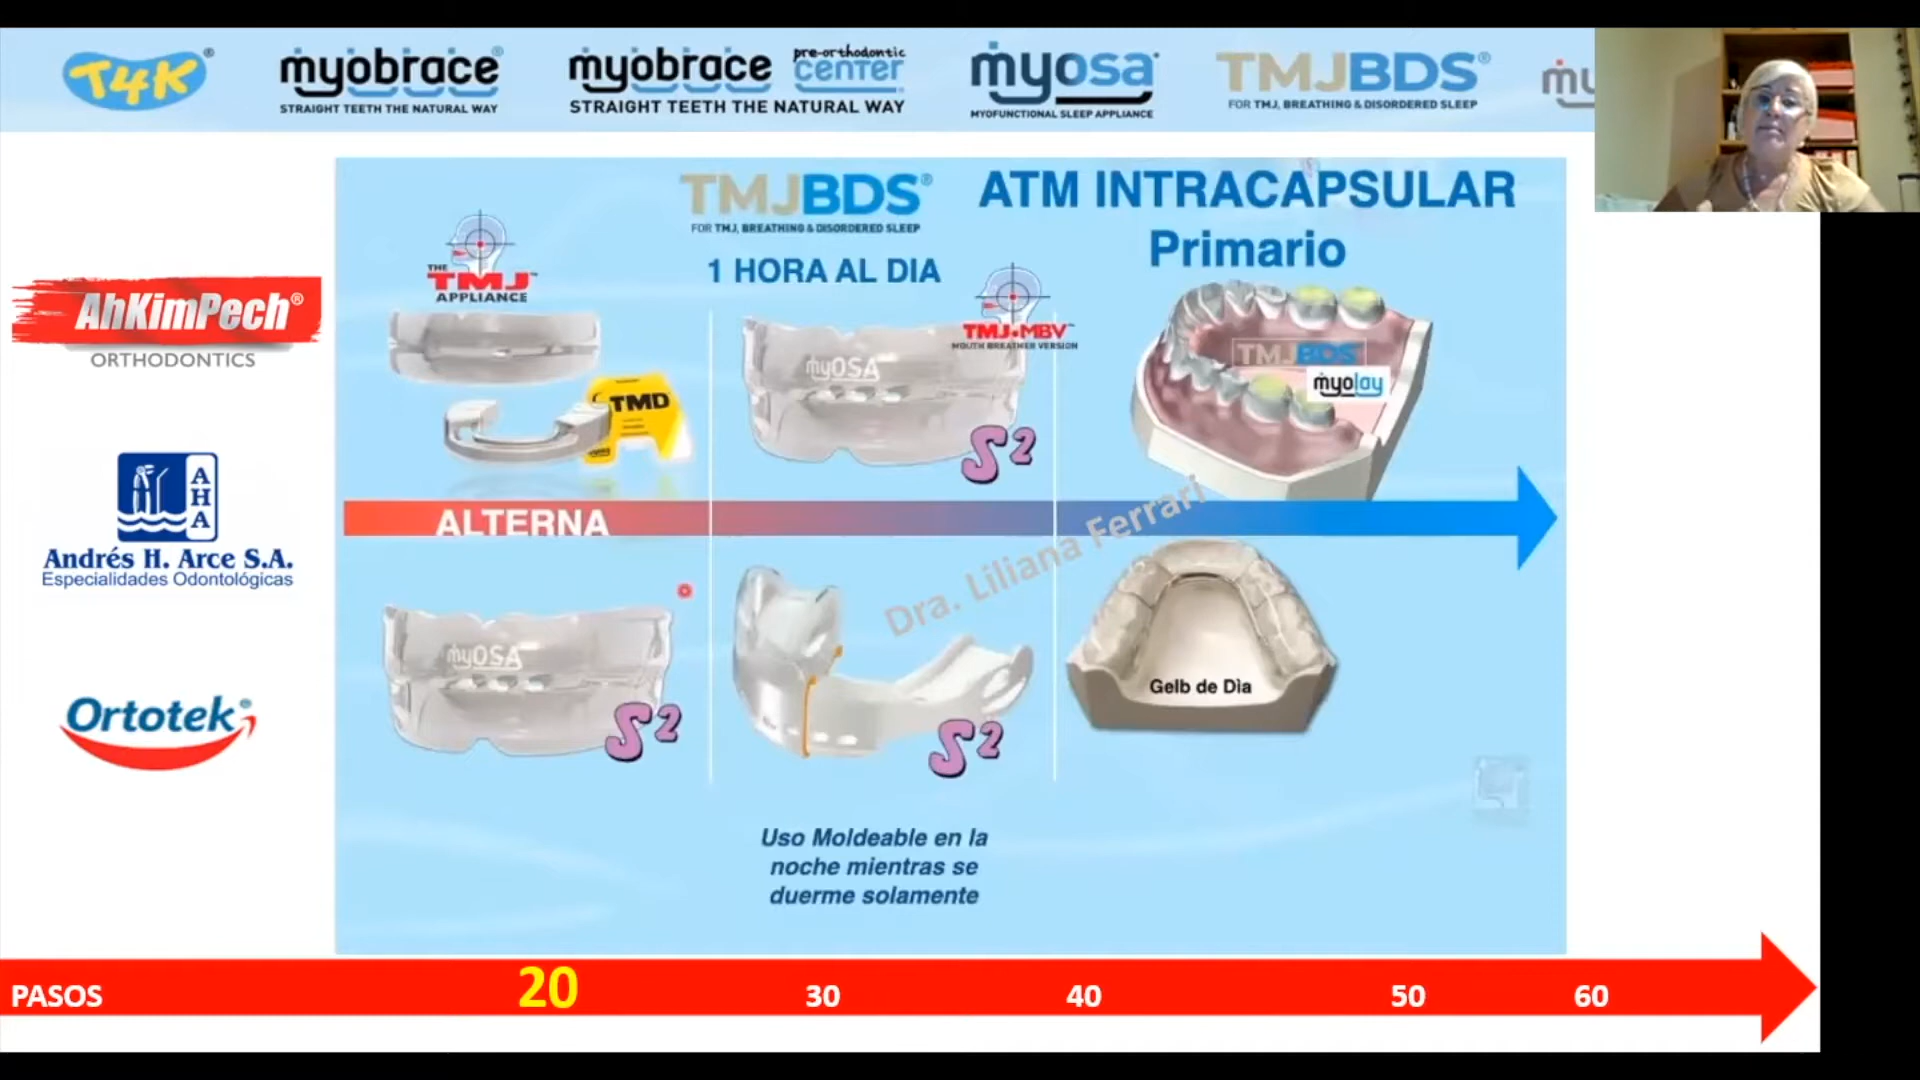 T4K®
myobrace®
STRAIGHT TEETH THE NATURAL WAY
myobrace pre-orthodontic center®
STRAIGHT TEETH THE NATURAL WAY
myosa®
MYOFUNCTIONAL SLEEP APPLIANCE
TMJBDS®
FOR TMJ, BREATHING & DISORDERED SLEEP
AhKimPech®
ORTHODONTICS
AHA
Andrés H. Arce S.A.
Especialidades Odontológicas
Ortotek®
TMJBDS®
FOR TMJ, BREATHING & DISORDERED SLEEP
1 HORA AL DIA
ATM INTRACAPSULAR
Primario
THE
TMJ™
APPLIANCE
TMD
myOSA
S2
TMJ•MBV™
MOUTH BREATHER VERSION
TMJBDS
myolay
ALTERNA
Dra. Liliana Ferrari
myOSA
S2
S2
Gelb de Dìa
Uso Moldeable en la
noche mientras se
duerme solamente
PASOS 20 30 40 50 60